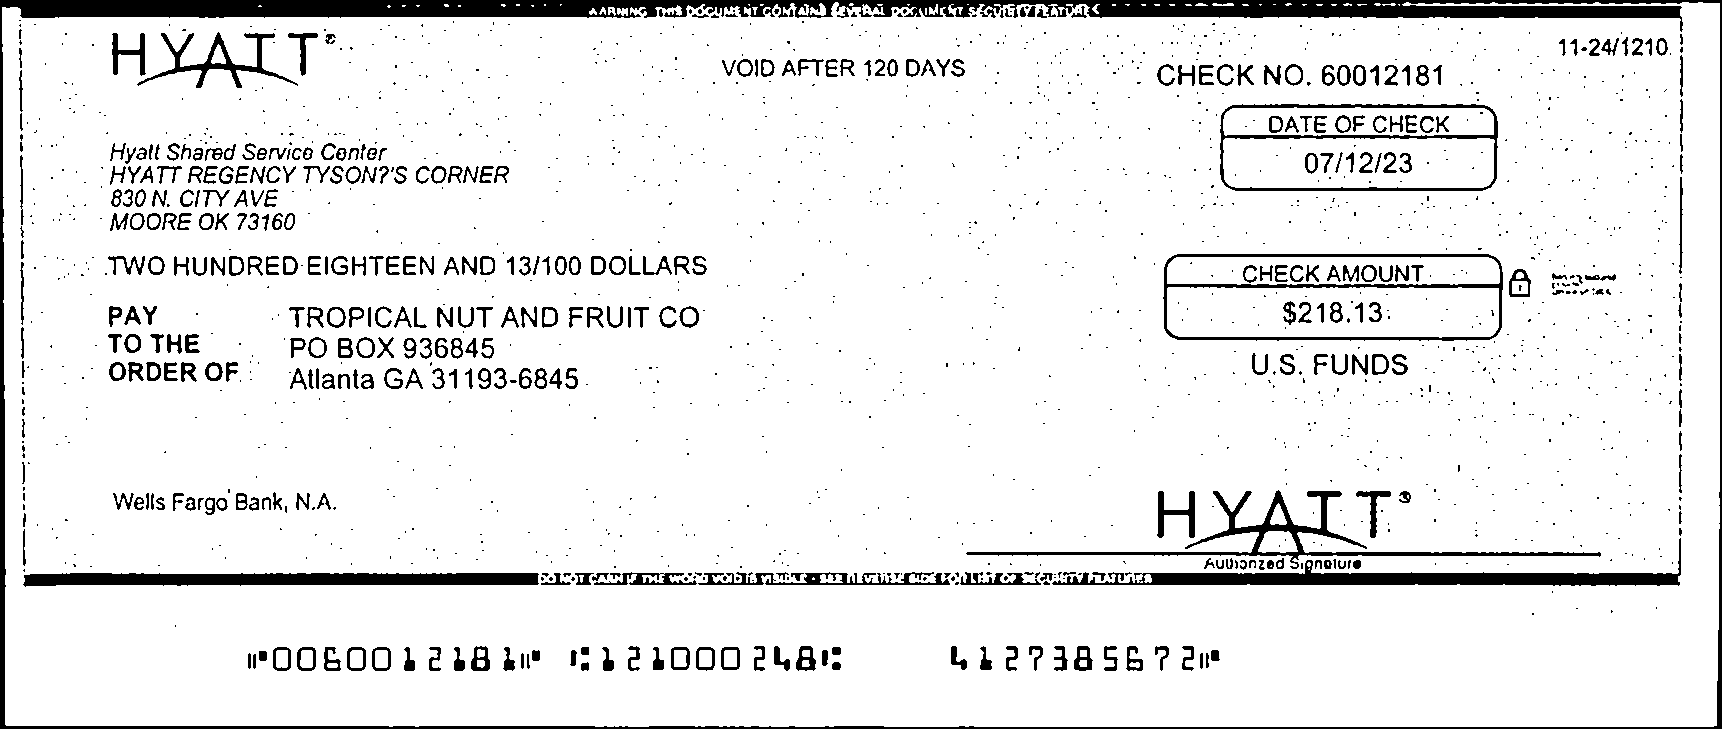 WARNING THIS DOCUMENT CONTAINS SEVERAL DOCUMENT SECURITY FEATURES
HYATT®
VOID AFTER 120 DAYS
11-24/1210
CHECK NO. 60012181
DATE OF CHECK
07/12/23
Hyatt Shared Service Center
HYATT REGENCY TYSON?'S CORNER
830 N. CITY AVE
MOORE OK 73160
TWO HUNDRED EIGHTEEN AND 13/100 DOLLARS
CHECK AMOUNT
$218.13
PAY TO THE ORDER OF
TROPICAL NUT AND FRUIT CO
PO BOX 936845
Atlanta GA 31193-6845
U.S. FUNDS
Wells Fargo Bank, N.A.
HYATT®
Authorized Signature
DO NOT CASH IF THE WORD VOID IS VISIBLE - SEE REVERSE SIDE FOR LIST OF SECURITY FEATURES
⑈0060012181⑈ ⑆121000248⑆ 4127385672⑈